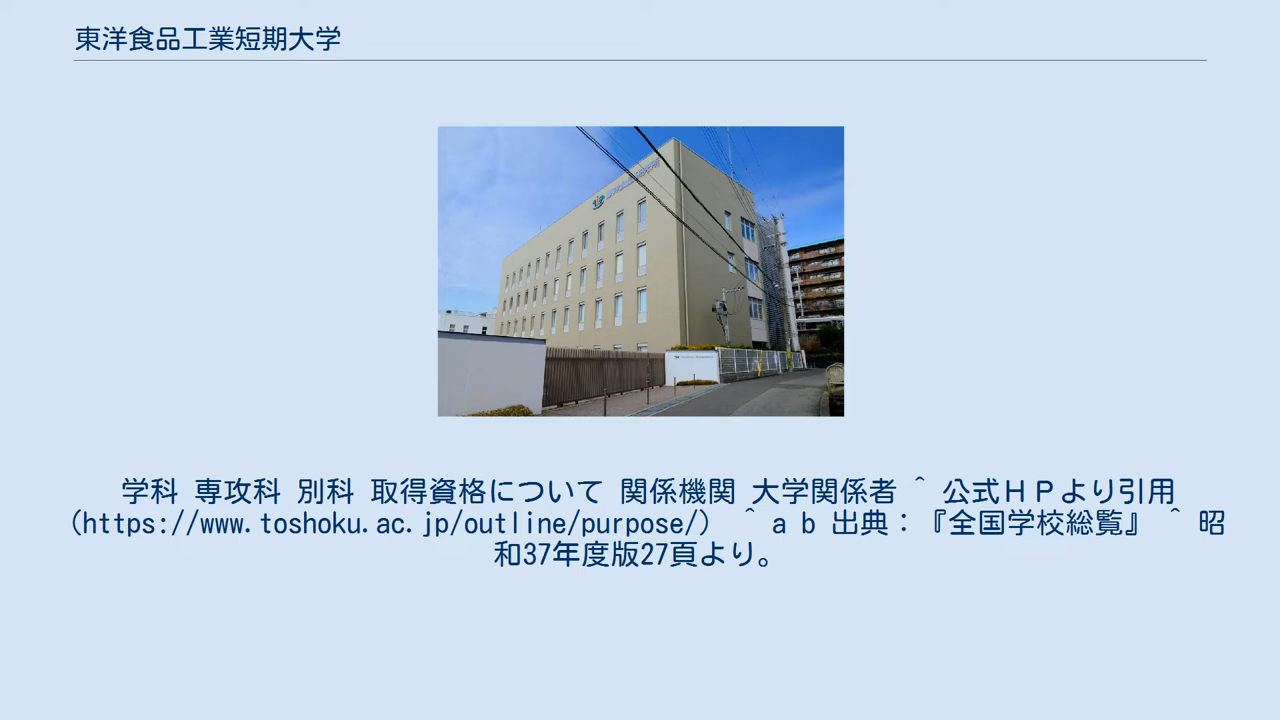 東洋食品工業短期大学
学科 専攻科 別科 取得資格について 関係機関 大学関係者 ^ 公式ＨＰより引用
(https://www.toshoku.ac.jp/outline/purpose/) ^ a b 出典：『全国学校総覧』 ^ 昭
和37年度版27頁より。